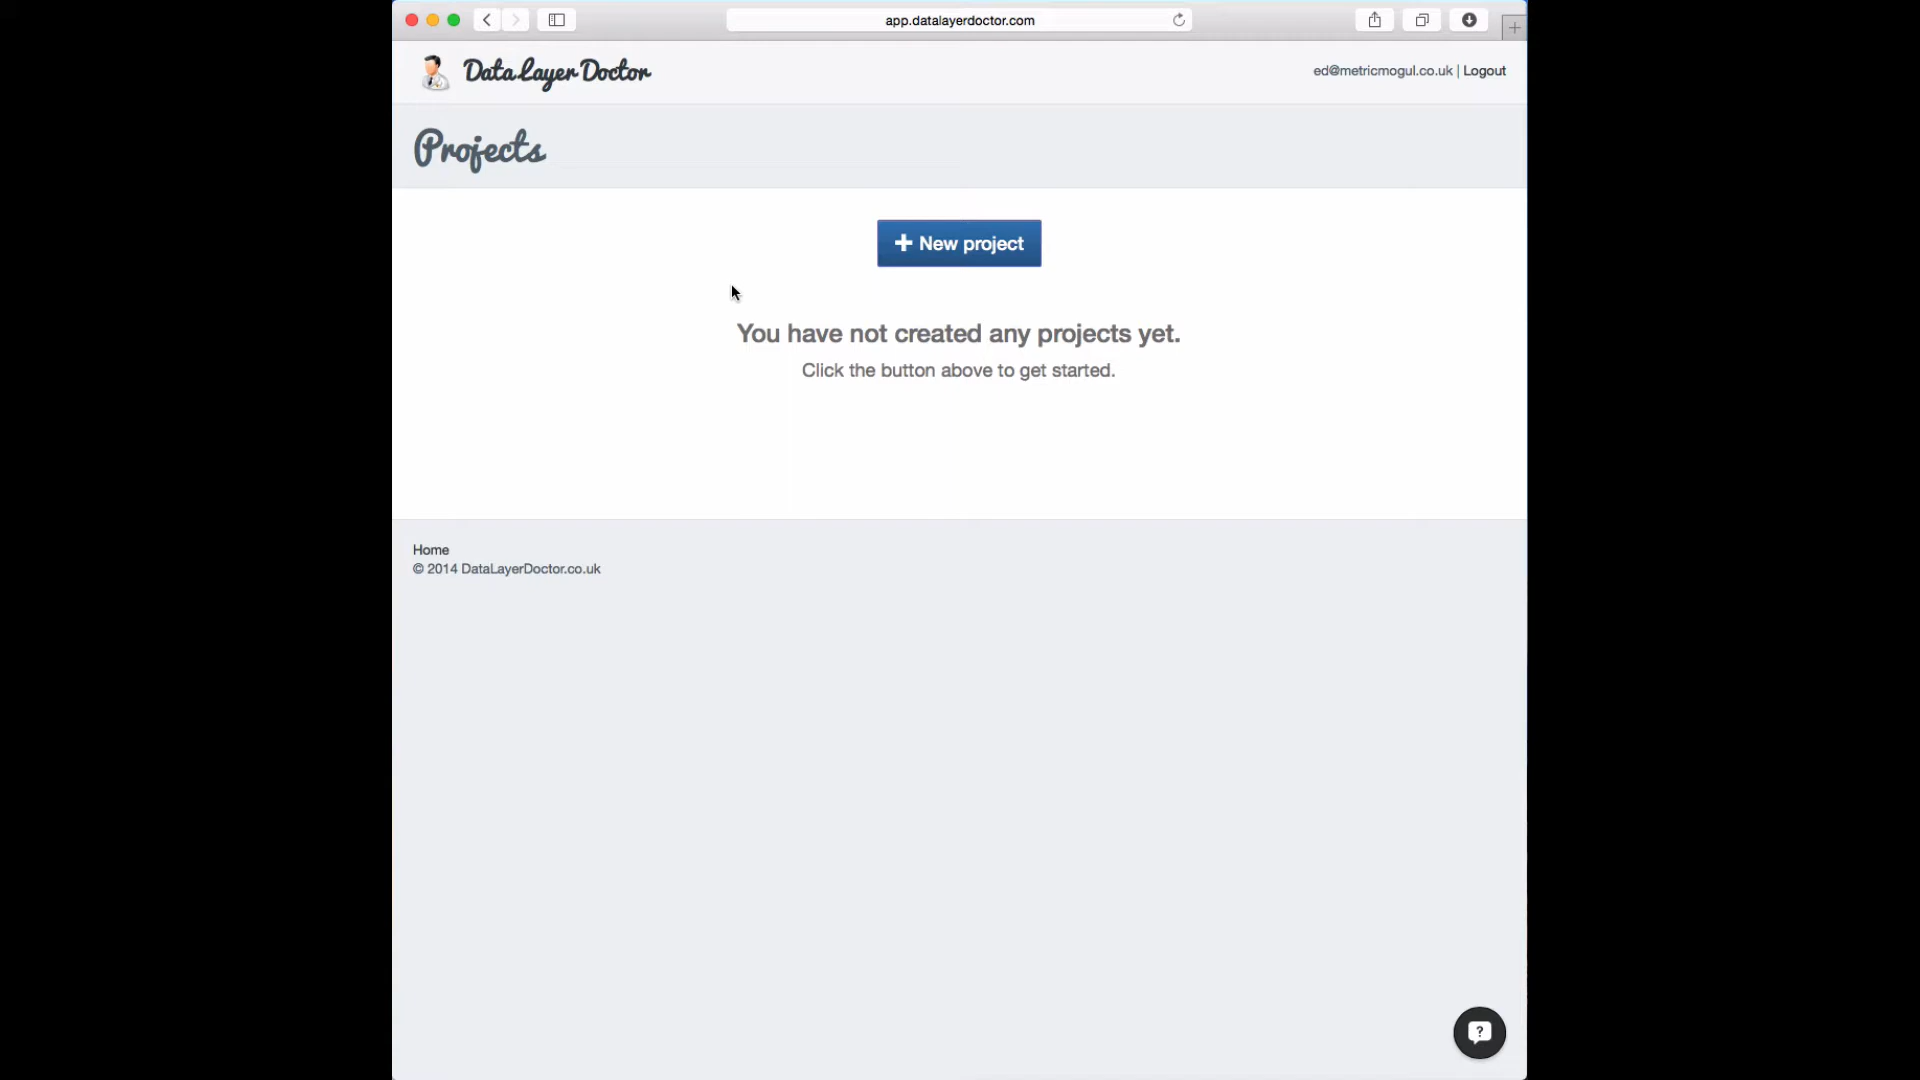 app.datalayerdoctor.com
Data Layer Doctor
ed@metricmogul.co.uk | Logout
Projects
New project
You have not created any projects yet.
Click the button above to get started.
Home
© 2014 DataLayerDoctor.co.uk
?